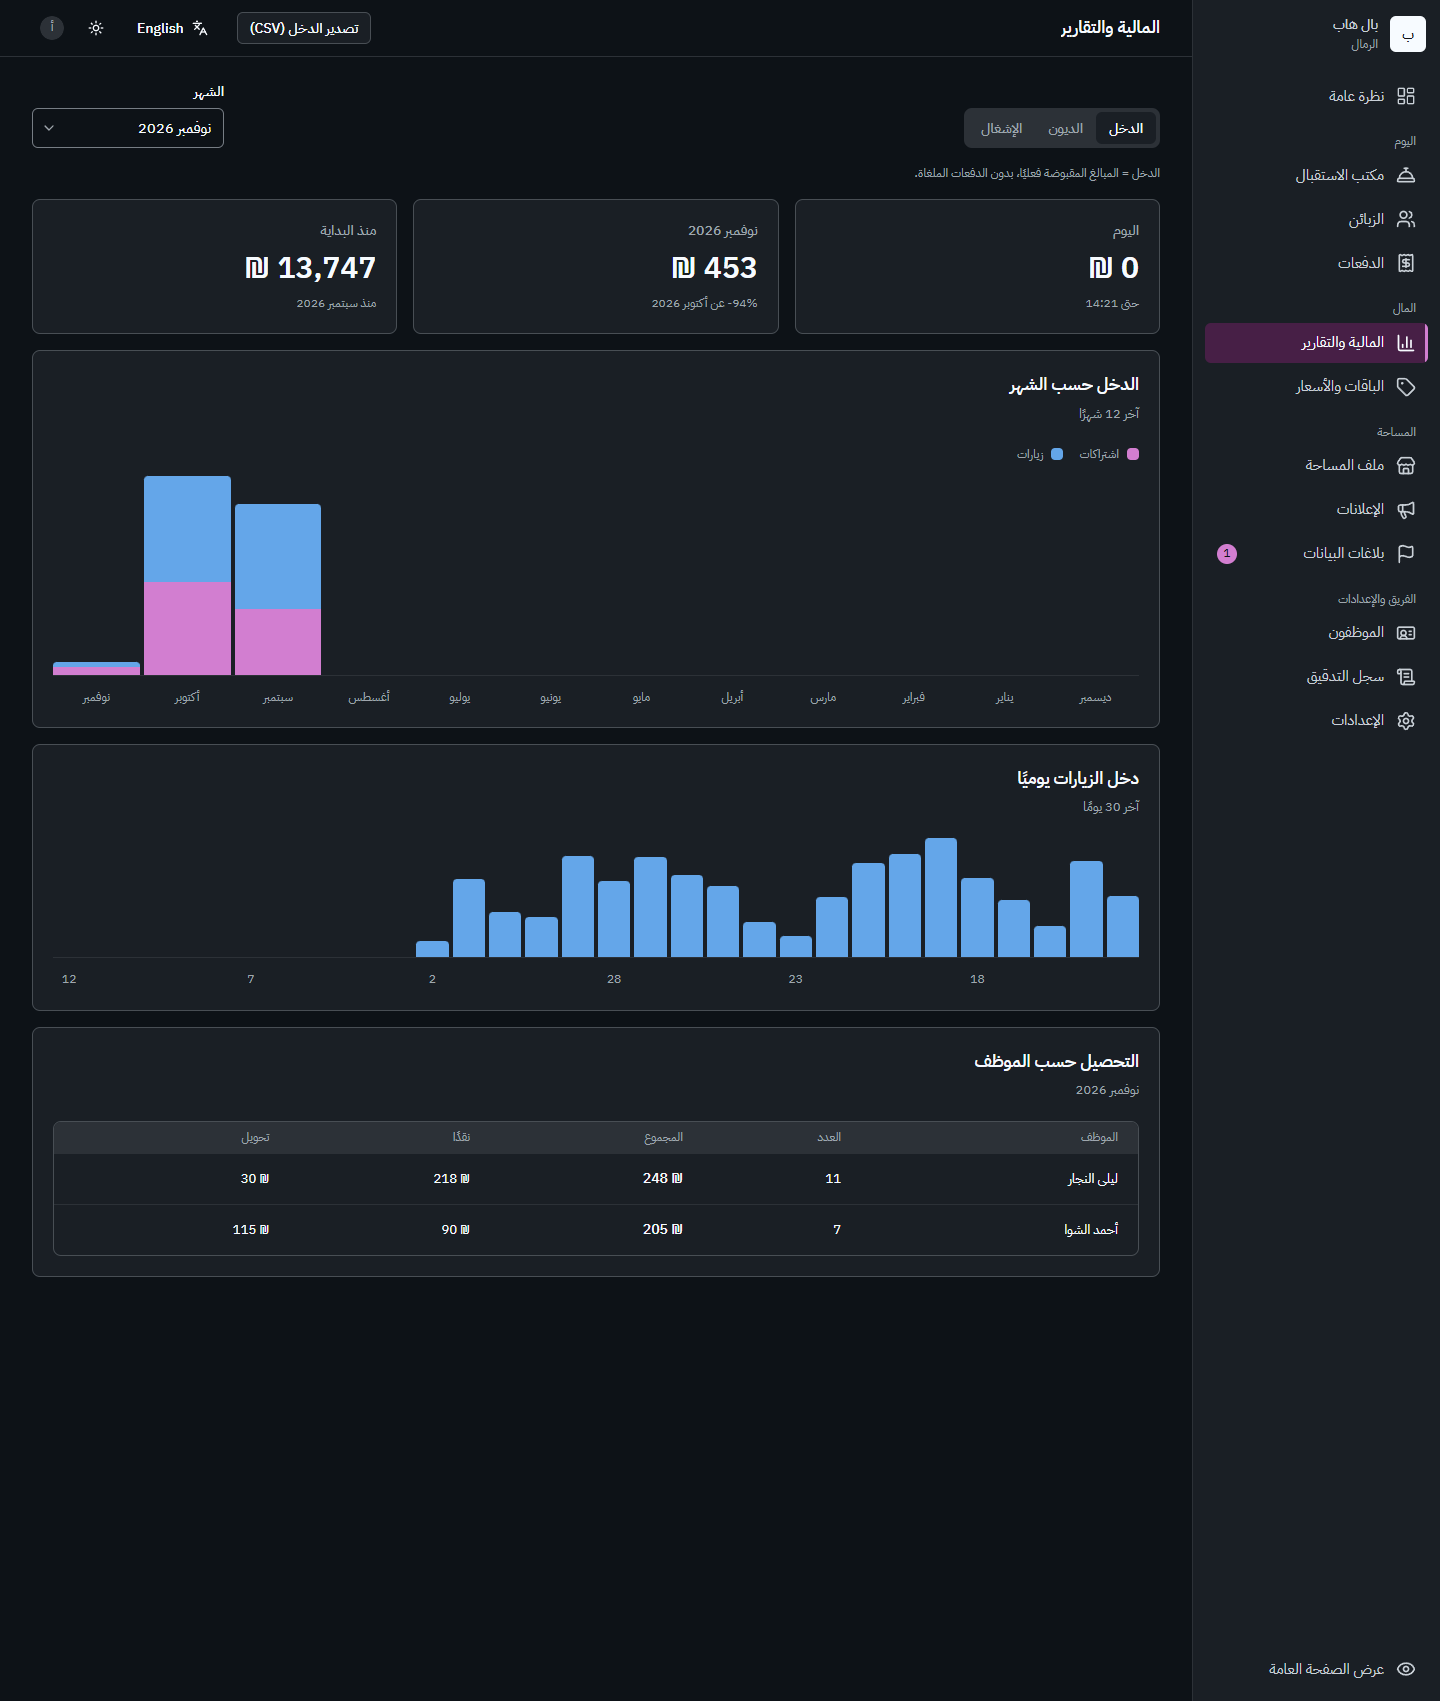 ب
بال هاب
الرمال
نظرة عامة
اليوم
مكتب الاستقبال
الزبائن
الدفعات
المال
المالية والتقارير
الباقات والأسعار
المساحة
ملف المساحة
الإعلانات
بلاغات البيانات 1
الفريق والإعدادات
الموظفون
سجل التدقيق
الإعدادات
عرض الصفحة العامة
المالية والتقارير
تصدير الدخل (CSV)
English
أ
الشهر
نوفمبر 2026
الدخل الديون الإشغال
الدخل = المبالغ المقبوضة فعليًا، بدون الدفعات الملغاة.
اليوم
0 ₪
حتى 14:21
نوفمبر 2026
453 ₪
-94% عن أكتوبر 2026
منذ البداية
13,747 ₪
منذ سبتمبر 2026
الدخل حسب الشهر
آخر 12 شهرًا
اشتراكات زيارات
ديسمبر يناير فبراير مارس أبريل مايو يونيو يوليو أغسطس سبتمبر أكتوبر نوفمبر
دخل الزيارات يوميًا
آخر 30 يومًا
18 23 28 2 7 12
التحصيل حسب الموظف
نوفمبر 2026
الموظف العدد المجموع نقدًا تحويل
ليلى النجار 11 248 ₪ 218 ₪ 30 ₪
أحمد الشوا 7 205 ₪ 90 ₪ 115 ₪